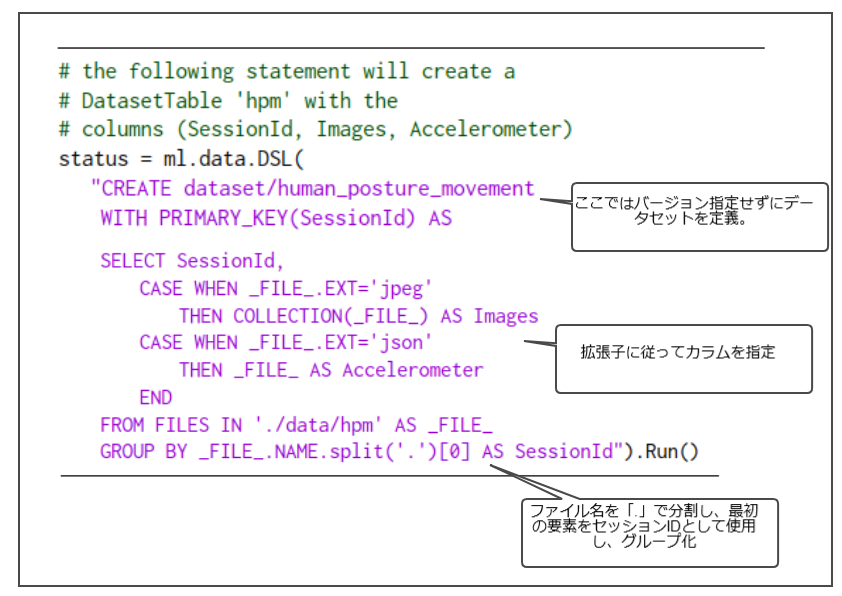 # the following statement will create a
# DatasetTable 'hpm' with the
# columns (SessionId, Images, Accelerometer)
status = ml.data.DSL(
"CREATE dataset/human_posture_movement
WITH PRIMARY_KEY(SessionId) AS
ここではバージョン指定せずにデー
タセットを定義。
SELECT SessionId,
CASE WHEN _FILE_.EXT='jpeg'
THEN COLLECTION(_FILE_) AS Images
CASE WHEN _FILE_.EXT='json'
THEN _FILE_ AS Accelerometer
END
拡張子に従ってカラムを指定
FROM FILES IN './data/hpm' AS _FILE_
GROUP BY _FILE_.NAME.split('.')[0] AS SessionId").Run()
ファイル名を「.」で分割し、最初
の要素をセッションIDとして使用
し、グループ化